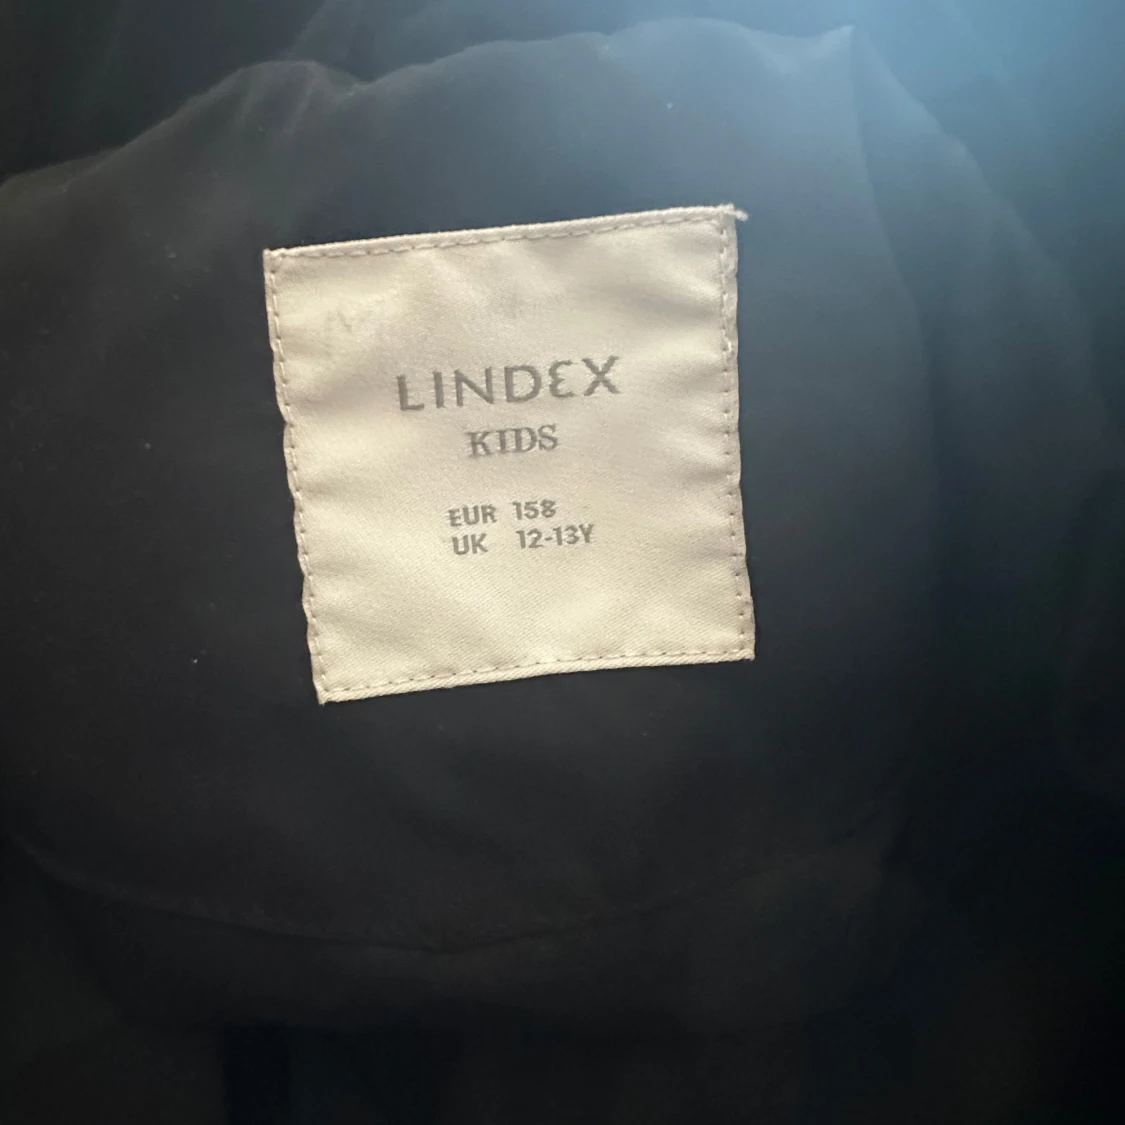 LINDEX
KIDS
EUR 158
UK 12-13Y